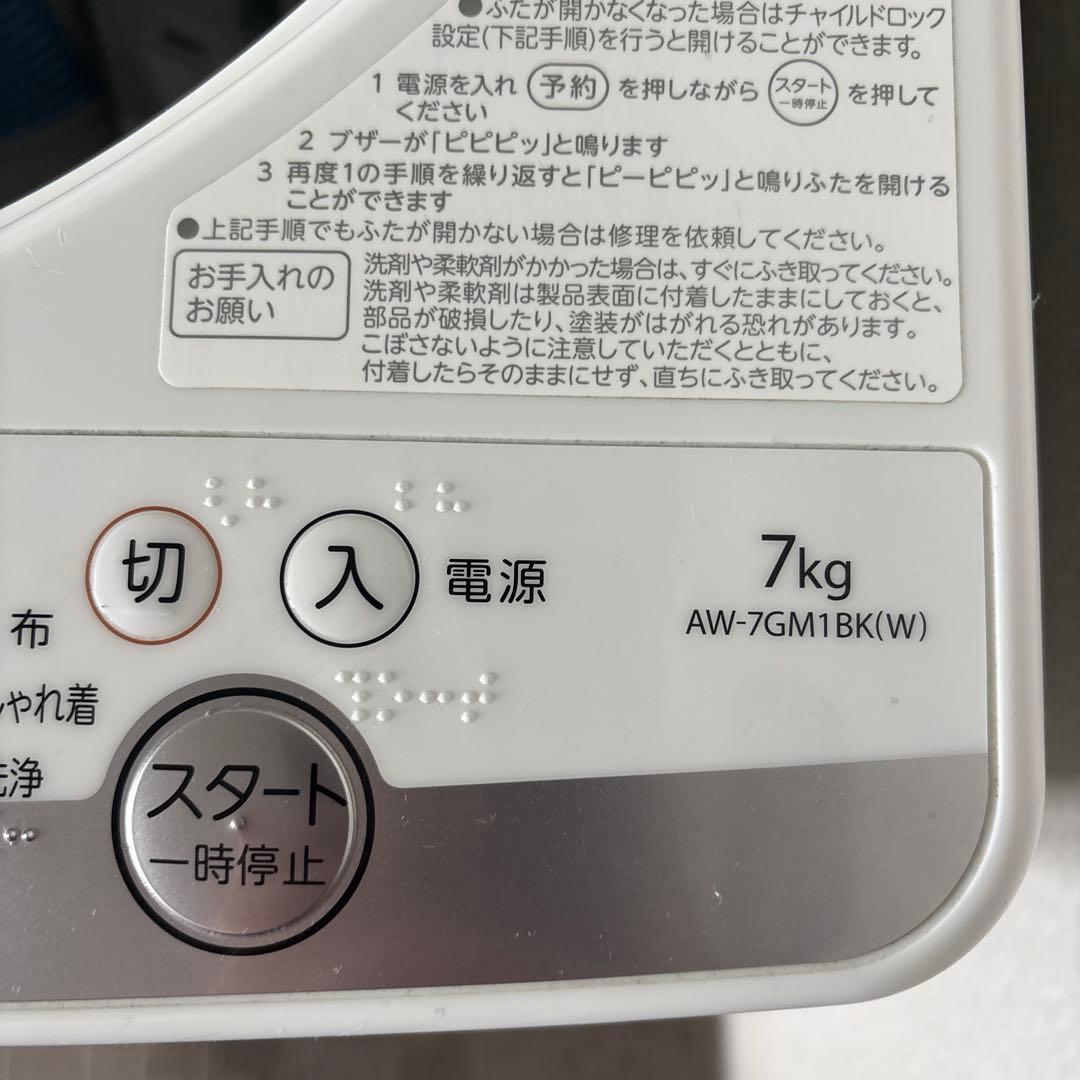 ●ふたが開かなくなった場合はチャイルドロック
設定(下記手順)を行うと開けることができます。
1 電源を入れ 予約 を押しながら スタート 一時停止 を押して
ください
2 ブザーが「ピピピッ」と鳴ります
3 再度1の手順を繰り返すと「ピーピピッ」と鳴りふたを開ける
ことができます
●上記手順でもふたが開かない場合は修理を依頼してください。
お手入れの
お願い
洗剤や柔軟剤がかかった場合は、すぐにふき取ってください。
洗剤や柔軟剤は製品表面に付着したままにしておくと、
部品が破損したり、塗装がはがれる恐れがあります。
こぼさないように注意していただくとともに、
付着したらそのままにせず、直ちにふき取ってください。
切 入 電源
7kg
AW-7GM1BK(W)
布
しゃれ着
洗浄
スタート
一時停止